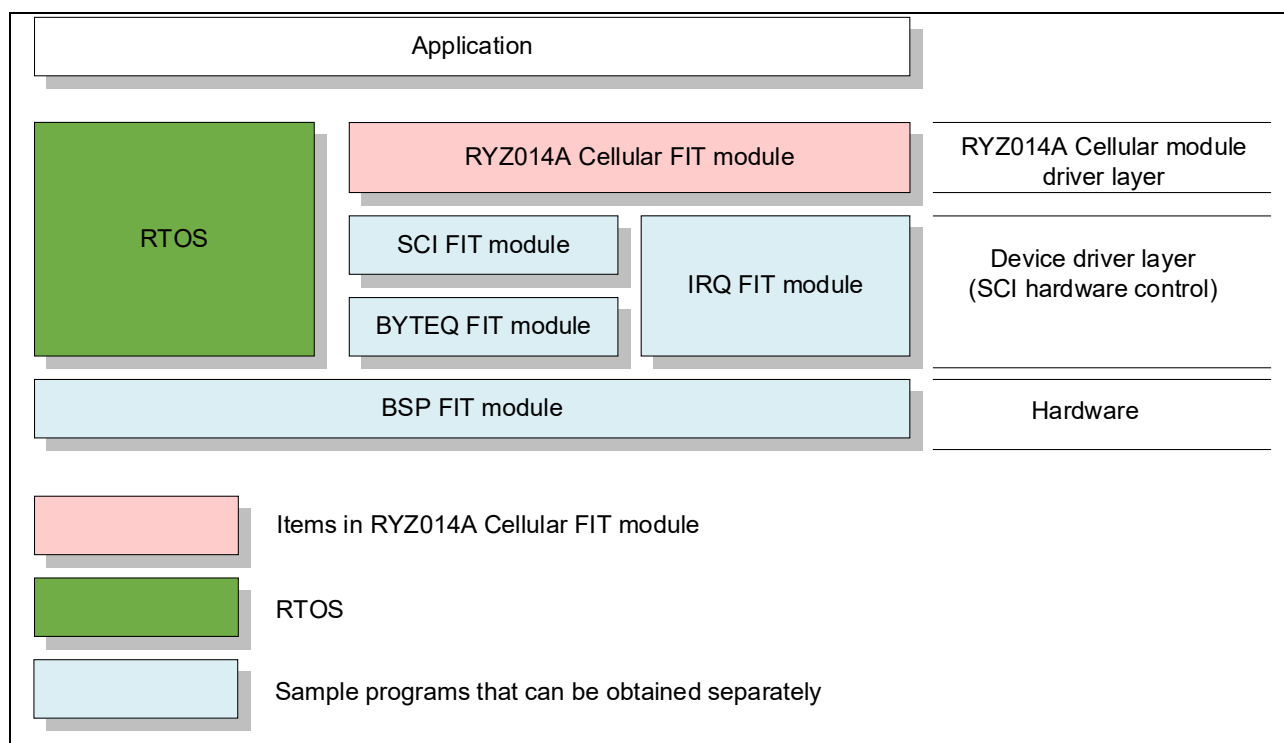 Application
RTOS
RYZ014A Cellular FIT module
SCI FIT module
BYTEQ FIT module
IRQ FIT module
BSP FIT module
RYZ014A Cellular module
driver layer
Device driver layer
(SCI hardware control)
Hardware
Items in RYZ014A Cellular FIT module
RTOS
Sample programs that can be obtained separately